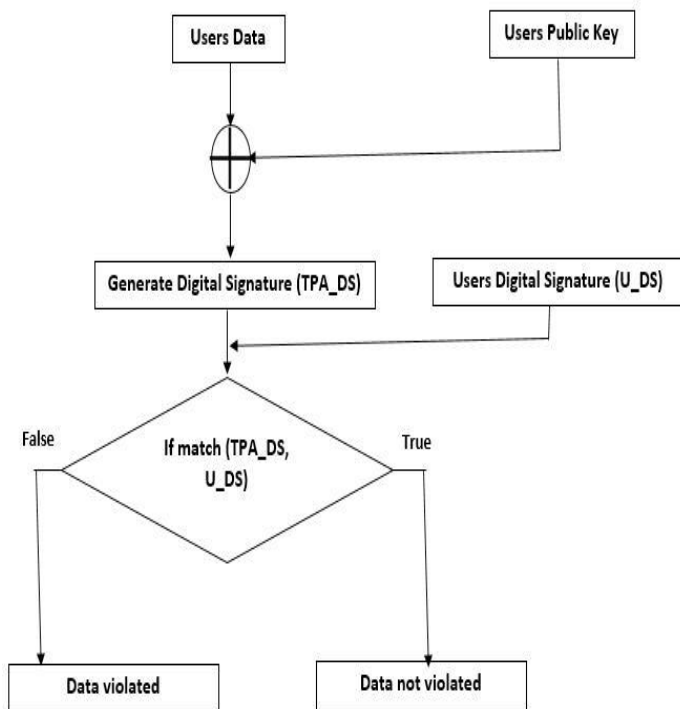 Users Data
Users Public Key
Generate Digital Signature (TPA_DS)
Users Digital Signature (U_DS)
False
If match (TPA_DS,
U_DS)
True
Data violated
Data not violated